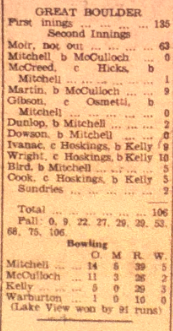 GREAT BOULDER
First inings ... ... ... ... 135
Second Innings
Moir, not out ... ... ... ... 63
Mitchell b McCulloch ... ... 0
McCreed, c Hicks, b
Mitchell ... ... ... ... 1
Martin, b McCulloch ... ... 9
Gibson, c Osmetti, b
Mitchell ... ... ... ... 0
Dunlop, b Mitchell ... ... ... 2
Dowson, b Mitchell ... ... 0
Ivanac, c Hoskings, b Kelly 9
Wright, c Hoskings, b Kelly 10
Bird, b Mitchell ... ... ... 5
Cook, c Hoskings, b Kelly 5
Sundries ... ... ... ... 2
Total ... ... ... ... 106
Fall: 0, 9, 22, 27, 29, 29, 53,
68, 75, 106.
Bowling
O. M. R. W.
Mitchell ... ... 14 5 39 5
McCulloch ... ... 11 3 26 2
Kelly ... ... 5 0 29 3
Warburton ... 1 0 10 0
(Lake View won by 91 runs)